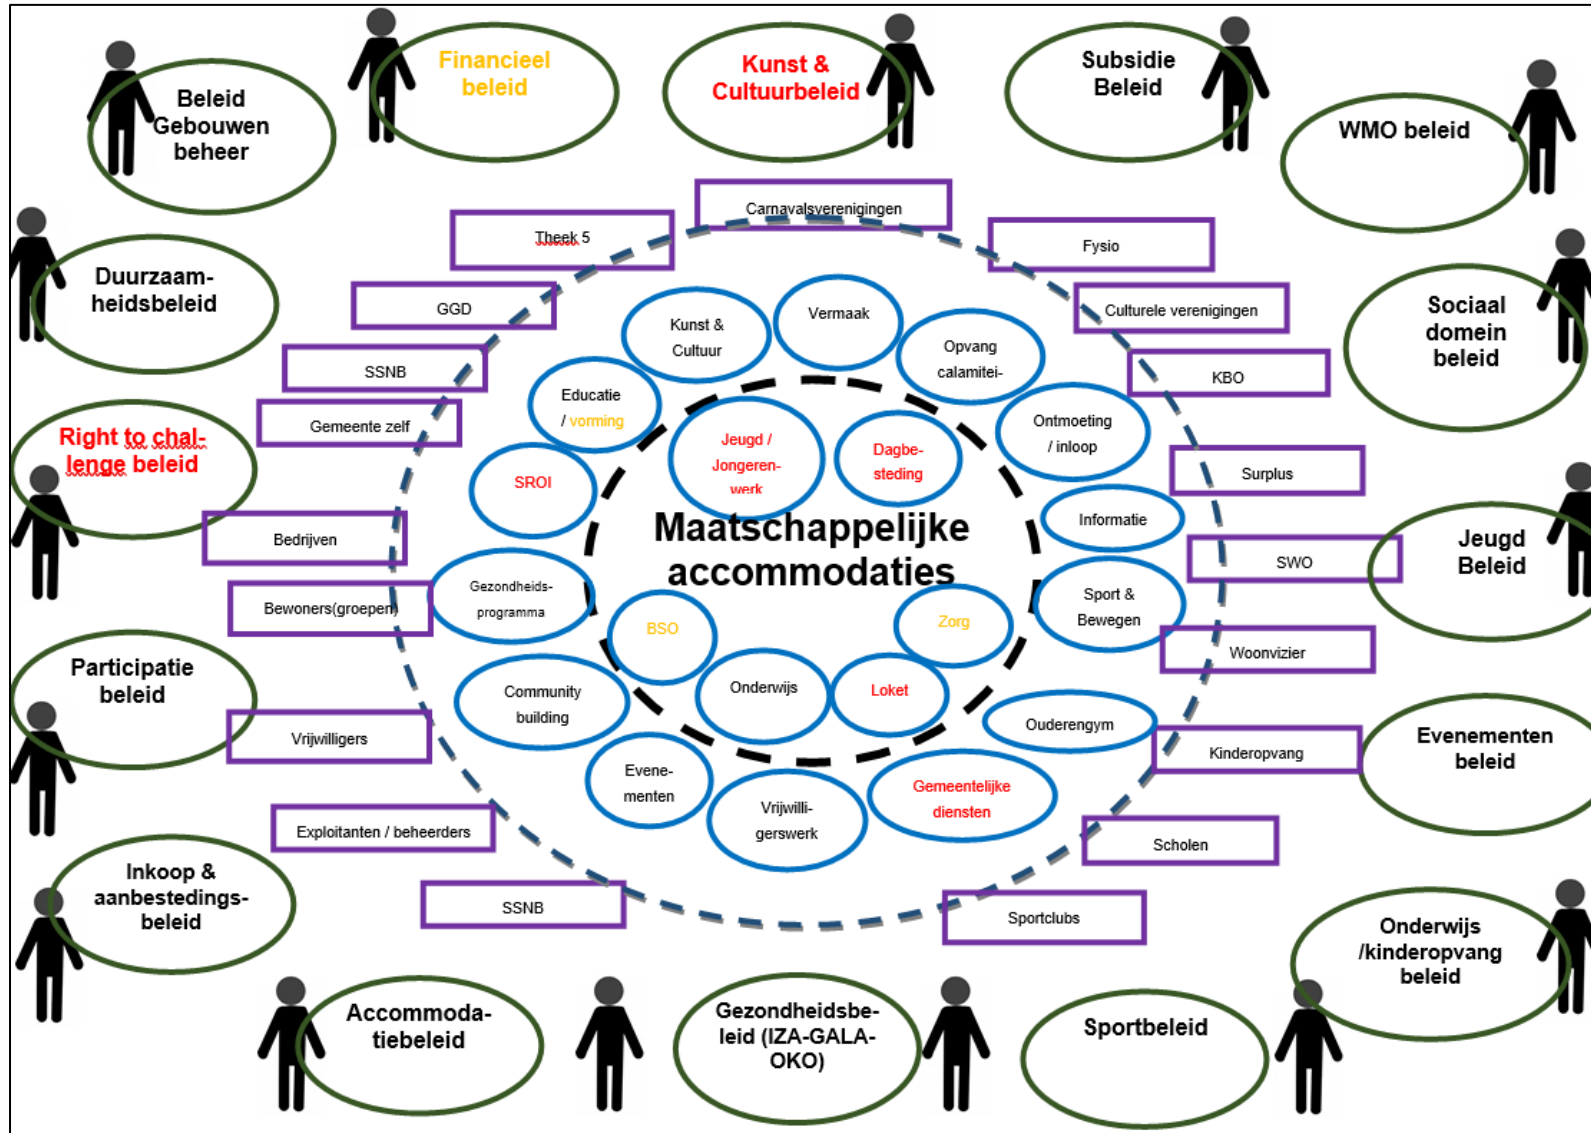 Financieel
beleid
Kunst &
Cultuurbeleid
Subsidie
Beleid
Beleid
Gebouwen
beheer
WMO beleid
Carnavalsverenigingen
Theek 5
Fysio
Duurzaam-
heidsbeleid
GGD
Culturele verenigingen
Sociaal
domein
beleid
Kunst &
Cultuur
Vermaak
Opvang
calamitei-
SSNB
KBO
Educatie
/ vorming
Gemeente zelf
Ontmoeting
/ inloop
Right to chal-
lenge beleid
Jeugd /
Jongeren-
werk
Dagbe-
steding
SROI
Surplus
Informatie
Bedrijven
Maatschappelijke
accommodaties
SWO
Jeugd
Beleid
Gezondheids-
programma
Bewoners(groepen)
Sport &
Bewegen
BSO
Zorg
Woonvizier
Participatie
beleid
Community
building
Onderwijs
Loket
Ouderengym
Vrijwilligers
Kinderopvang
Evenementen
beleid
Evene-
menten
Vrijwilli-
gerswerk
Gemeentelijke
diensten
Exploitanten / beheerders
Scholen
Inkoop &
aanbestedings-
beleid
SSNB
Sportclubs
Onderwijs
/kinderopvang
beleid
Accommoda-
tiebeleid
Gezondheidsbe-
leid (IZA-GALA-
OKO)
Sportbeleid